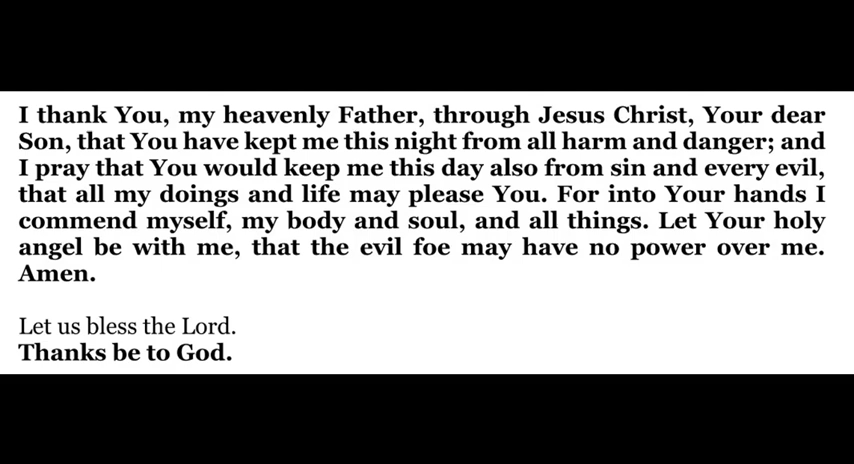 I thank You, my heavenly Father, through Jesus Christ, Your dear
Son, that You have kept me this night from all harm and danger; and
I pray that You would keep me this day also from sin and every evil,
that all my doings and life may please You. For into Your hands I
commend myself, my body and soul, and all things. Let Your holy
angel be with me, that the evil foe may have no power over me.
Amen.
Let us bless the Lord.
Thanks be to God.